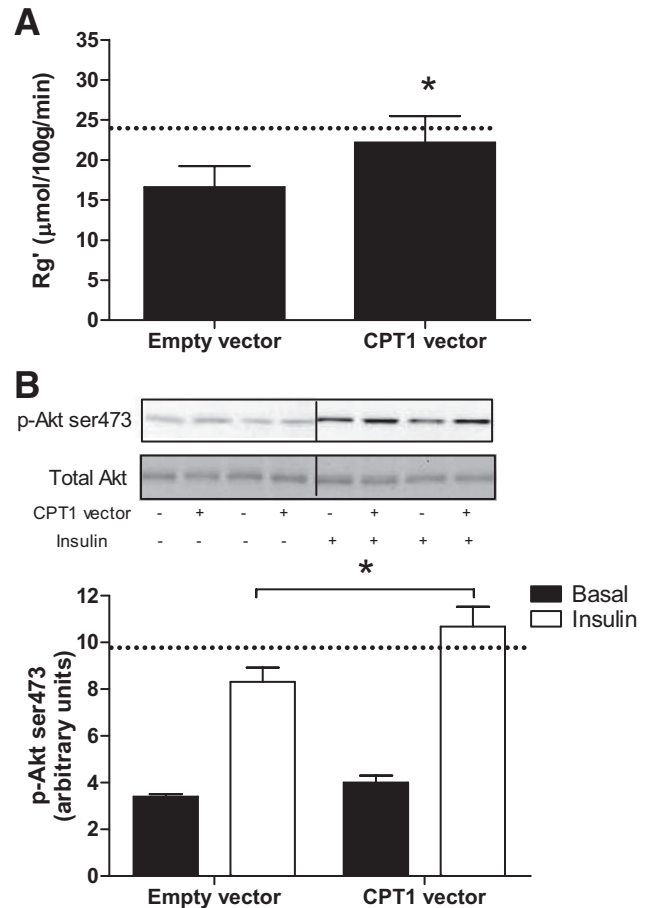 A
35
30
25
20
15
10
5
0
Rg' (μmol/100g/min)
*
Empty vector CPT1 vector
B
p-Akt ser473
Total Akt
CPT1 vector - + - + - + - +
Insulin - - - - + + + +
*
12
10
8
6
4
2
0
p-Akt ser473
(arbitrary units)
Basal
Insulin
Empty vector CPT1 vector